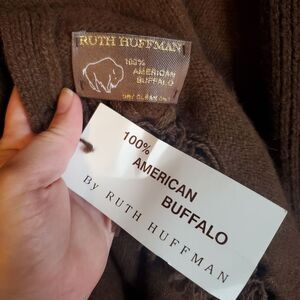 RUTH HUFFMAN
100%
AMERICAN
BUFFALO
DRY CLEAN ONLY
100%
AMERICAN
BUFFALO
By RUTH HUFFMAN